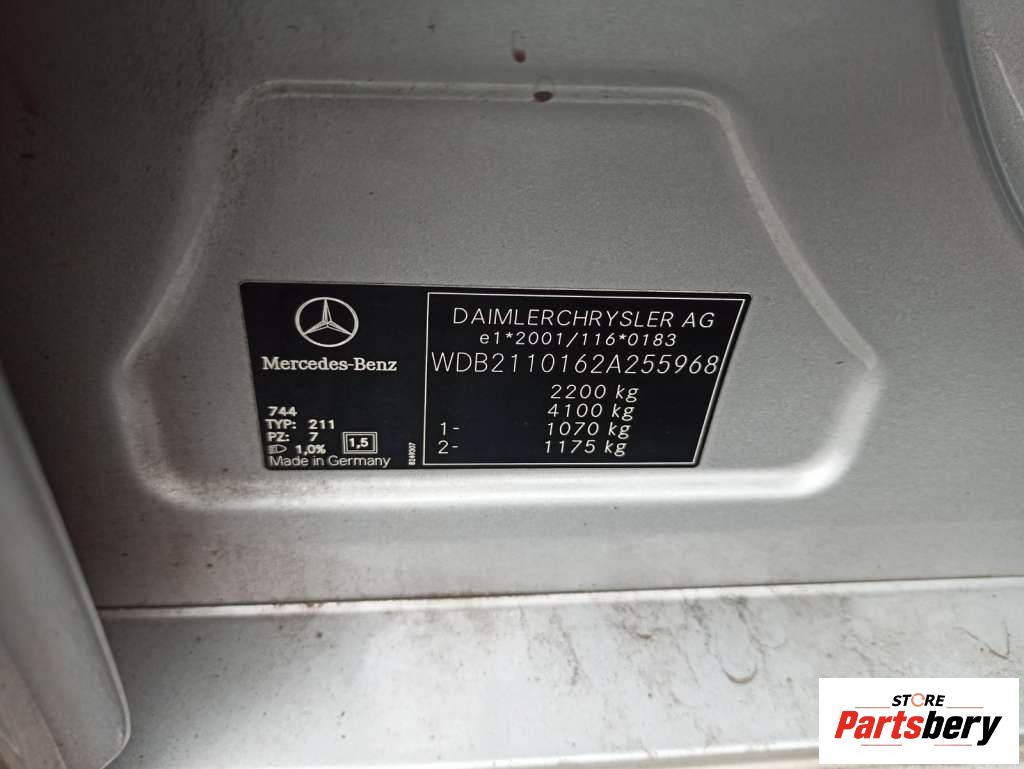 Mercedes-Benz
744
TYP: 211
PZ: 7
1,0% 1,5
Made in Germany
8249207
DAIMLERCHRYSLER AG
e1*2001/116*0183
WDB2110162A255968
2200 kg
4100 kg
1- 1070 kg
2- 1175 kg
STORE
Partsbery